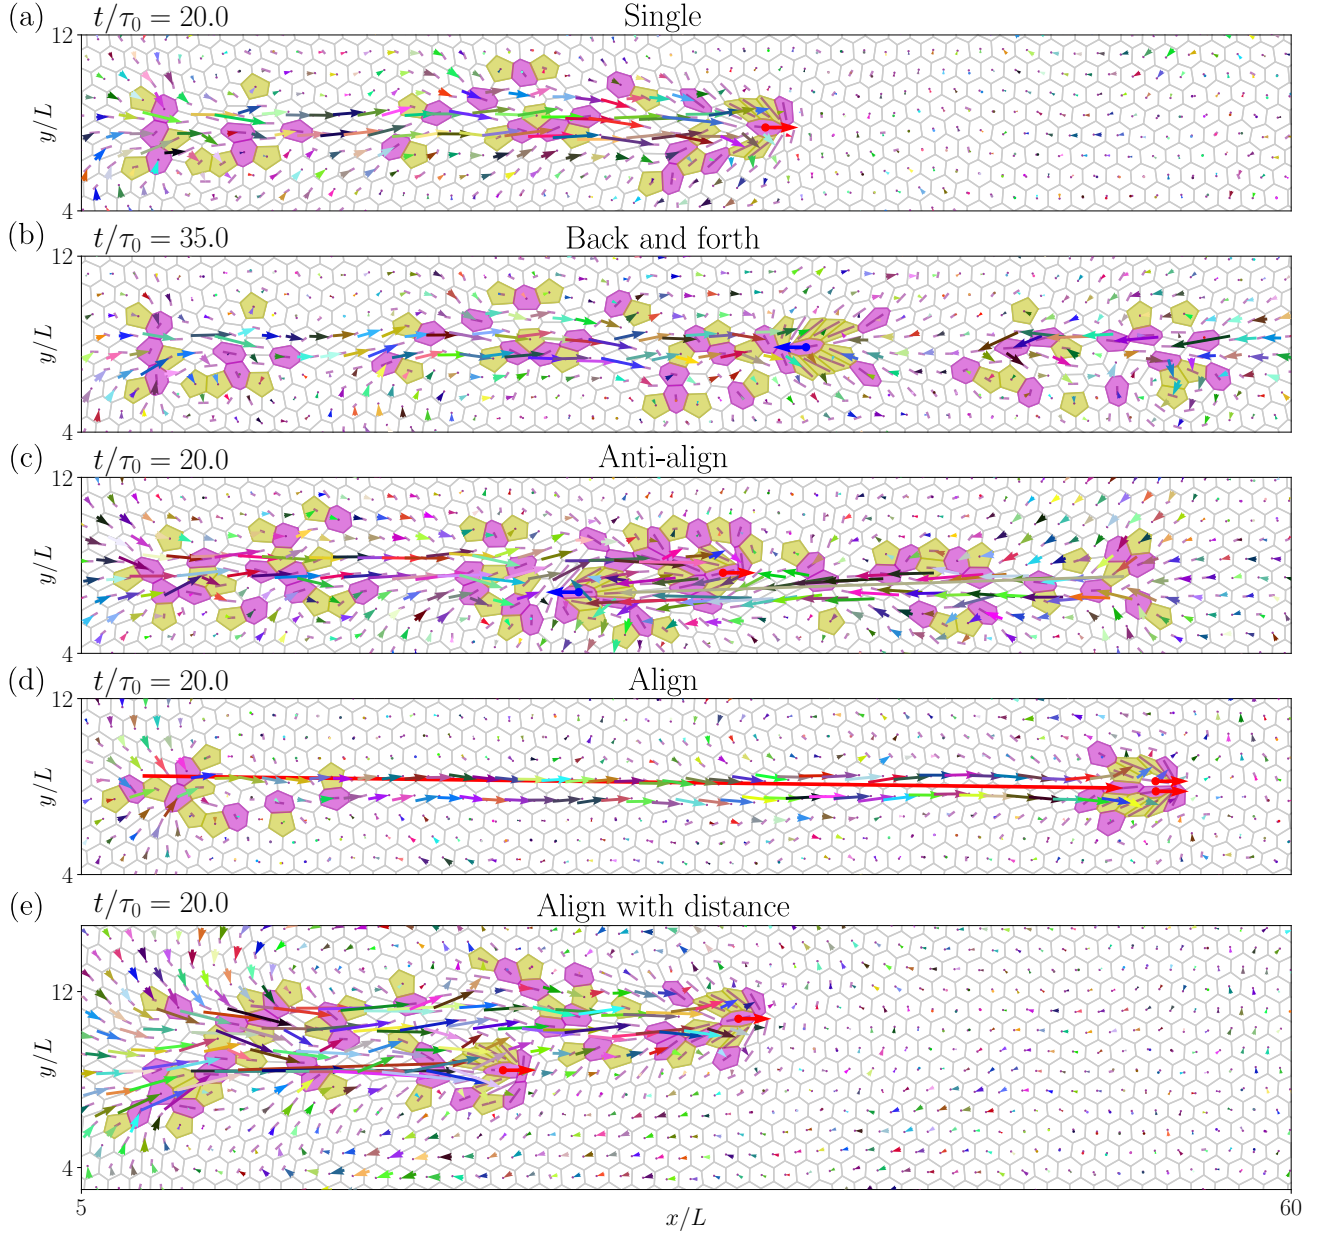 (a) t/τ₀ = 20.0 Single
12
y/L
4
(b) t/τ₀ = 35.0 Back and forth
12
y/L
4
(c) t/τ₀ = 20.0 Anti-align
12
y/L
4
(d) t/τ₀ = 20.0 Align
12
y/L
4
(e) t/τ₀ = 20.0 Align with distance
12
y/L
4
5 60
x/L